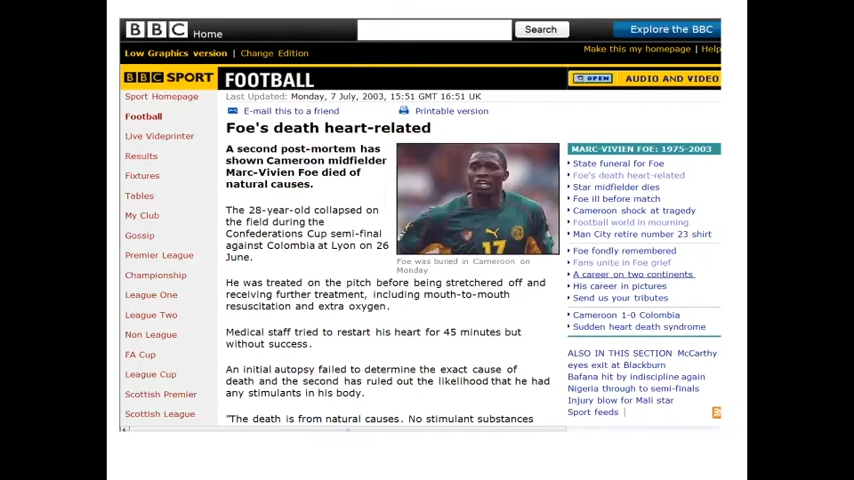 BBC Home
Search
Explore the BBC
Low Graphics version | Change Edition
Make this my homepage | Help
BBC SPORT
FOOTBALL
OPEN AUDIO AND VIDEO
Sport Homepage
Football
Live Videprinter
Results
Fixtures
Tables
My Club
Gossip
Premier League
Championship
League One
League Two
Non League
FA Cup
League Cup
Scottish Premier
Scottish League
Last Updated: Monday, 7 July, 2003, 15:51 GMT 16:51 UK
E-mail this to a friend
Printable version
Foe's death heart-related
A second post-mortem has
shown Cameroon midfielder
Marc-Vivien Foe died of
natural causes.
The 28-year-old collapsed on
the field during the
Confederations Cup semi-final
against Colombia at Lyon on 26
June.
17
Foe was buried in Cameroon on
Monday
He was treated on the pitch before being stretchered off and
receiving further treatment, including mouth-to-mouth
resuscitation and extra oxygen.
Medical staff tried to restart his heart for 45 minutes but
without success.
An initial autopsy failed to determine the exact cause of
death and the second has ruled out the likelihood that he had
any stimulants in his body.
"The death is from natural causes. No stimulant substances
MARC-VIVIEN FOE: 1975-2003
State funeral for Foe
Foe's death heart-related
Star midfielder dies
Foe ill before match
Cameroon shock at tragedy
Football world in mourning
Man City retire number 23 shirt
Foe fondly remembered
Fans unite in Foe grief
A career on two continents
His career in pictures
Send us your tributes
Cameroon 1-0 Colombia
Sudden heart death syndrome
ALSO IN THIS SECTION McCarthy
eyes exit at Blackburn
Bafana hit by indiscipline again
Nigeria through to semi-finals
Injury blow for Mali star
Sport feeds |